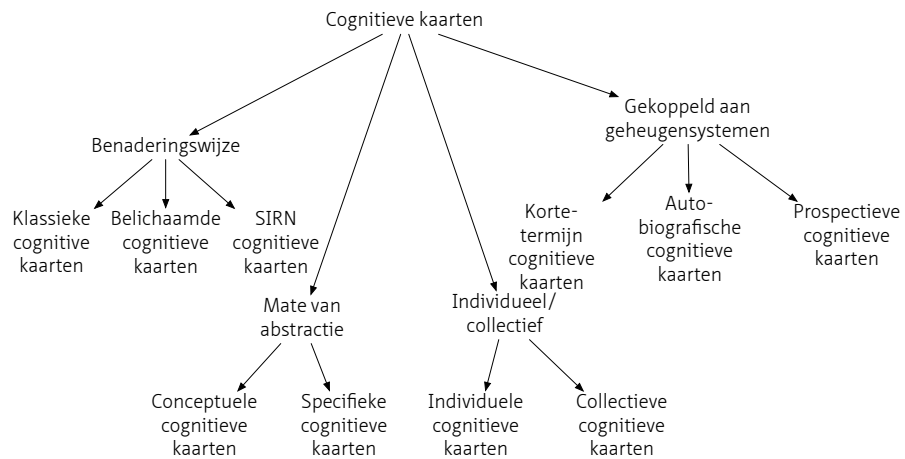 Cognitieve kaarten
Benaderingswijze
Klassieke
cognitive
kaarten
Belichaamde
cognitieve
kaarten
SIRN
cognitieve
kaarten
Mate van
abstractie
Conceptuele
cognitieve
kaarten
Specifieke
cognitieve
kaarten
Individueel/
collectief
Individuele
cognitieve
kaarten
Collectieve
cognitieve
kaarten
Gekoppeld aan
geheugensystemen
Korte-
termijn
cognitieve
kaarten
Auto-
biografische
cognitieve
kaarten
Prospectieve
cognitieve
kaarten